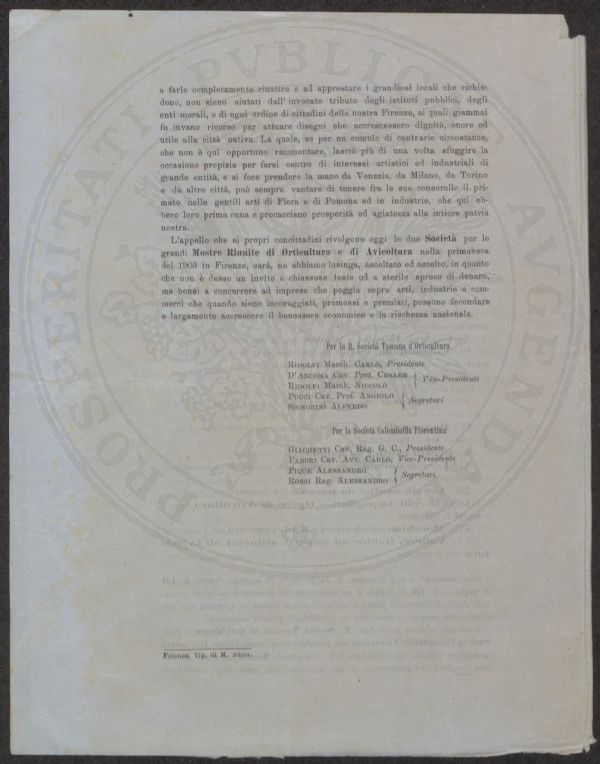 a farle completamente riuscire e ad apprestare i grandiosi locali che richie-
dono, non sieno aiutati dall'invocato tributo degli istituti pubblici, degli
enti morali, e di ogni ordine di cittadini della nostra Firenze, ai quali giammai
fu invano ricorso per attuare disegni che accrescessero dignità, onore ed
utile alla città nativa. La quale, se per un cumulo di contrarie circostanze,
che non è qui opportuno rammentare, lasciò più di una volta sfuggire la
occasione propizia per farsi centro di interessi artistici ed industriali di
grande entità, e si fece prendere la mano da Venezia, da Milano, da Torino
e da altre città, può sempre vantare di tenere fra le sue consorelle il pri-
mato nelle gentili arti di Flora e di Pomona ed in industrie, che qui eb-
bero loro prima cuna e procacciano prosperità ed agiatezza alla intiera patria
nostra.
L'appello che ai propri concittadini rivolgono oggi le due Società per le
grandi Mostre Riunite di Orticultura e di Avicoltura nella primavera
del 1903 in Firenze, sarà, ne abbiamo lusinga, ascoltato ed accolto, in quanto
che non è desso un invito a chiassose feste od a sterile spreco di denaro,
ma bensì a concorrere ad impresa che poggia sopra arti, industrie e com-
merci che quando sieno incoraggiati, promossi e premiati, possono fecondare
e largamente accrescere il benessere economico e la ricchezza nazionale.
Per la R. Società Toscana d'Orticultura
RIDOLFI March. CARLO, Presidente
D'ANCONA Cav. Prof. CESARE
RIDOLFI March. NICCOLÒ
Vice-Presidenti
PUCCI Cav. Prof. ANGIOLO
SIGNORINI ALFREDO
Segretari
Per la Società Colombofila Fiorentina
GIACHETTI Cav. Rag. G. C., Presidente
FABBRI Cav. Avv. CARLO, Vice-Presidente
PIQUE ALESSANDRO
ROSSI Rag. ALESSANDRO
Segretari
Firenze, Tip. di M. Ricci.
PROSPERITATI PVBLICAE AVGENDAE